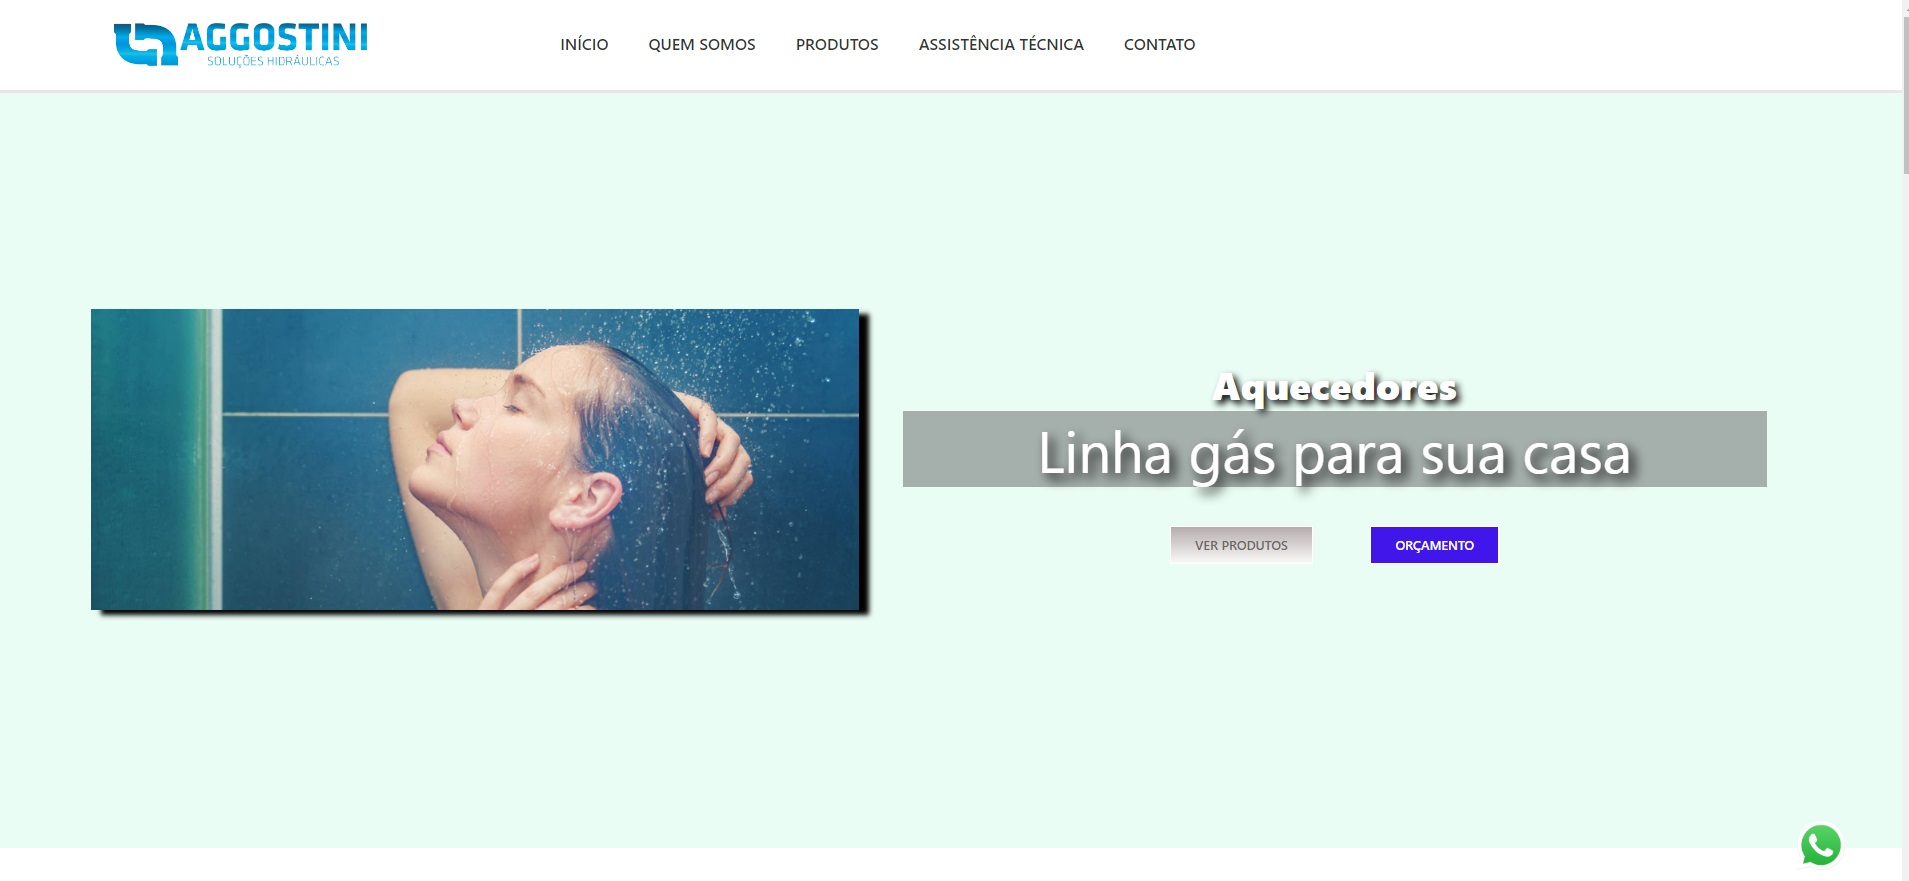 AGGOSTINI
SOLUÇÕES HIDRÁULICAS
INÍCIO QUEM SOMOS PRODUTOS ASSISTÊNCIA TÉCNICA CONTATO
Aquecedores
Linha gás para sua casa
VER PRODUTOS ORÇAMENTO